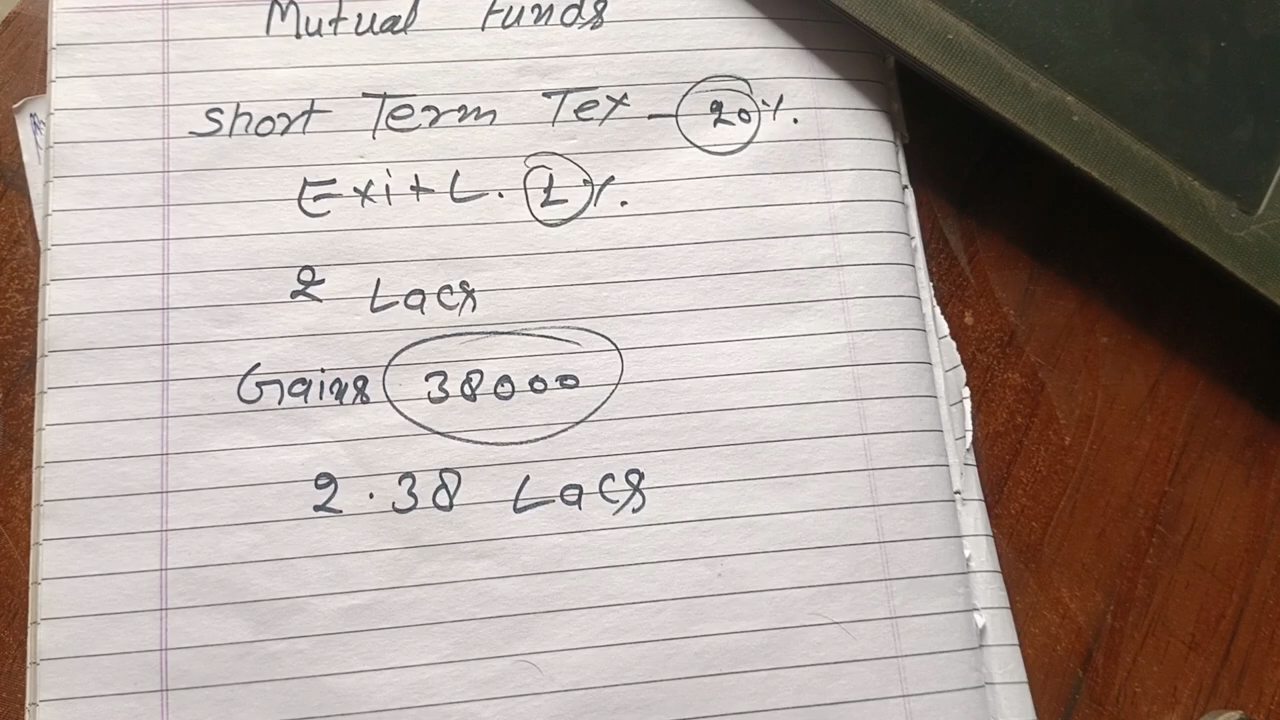 Mutual Funds
Short Term Tex - 20%.
Exit L. 1%.
2 Lacs
Gains 38000
2.38 Lacs